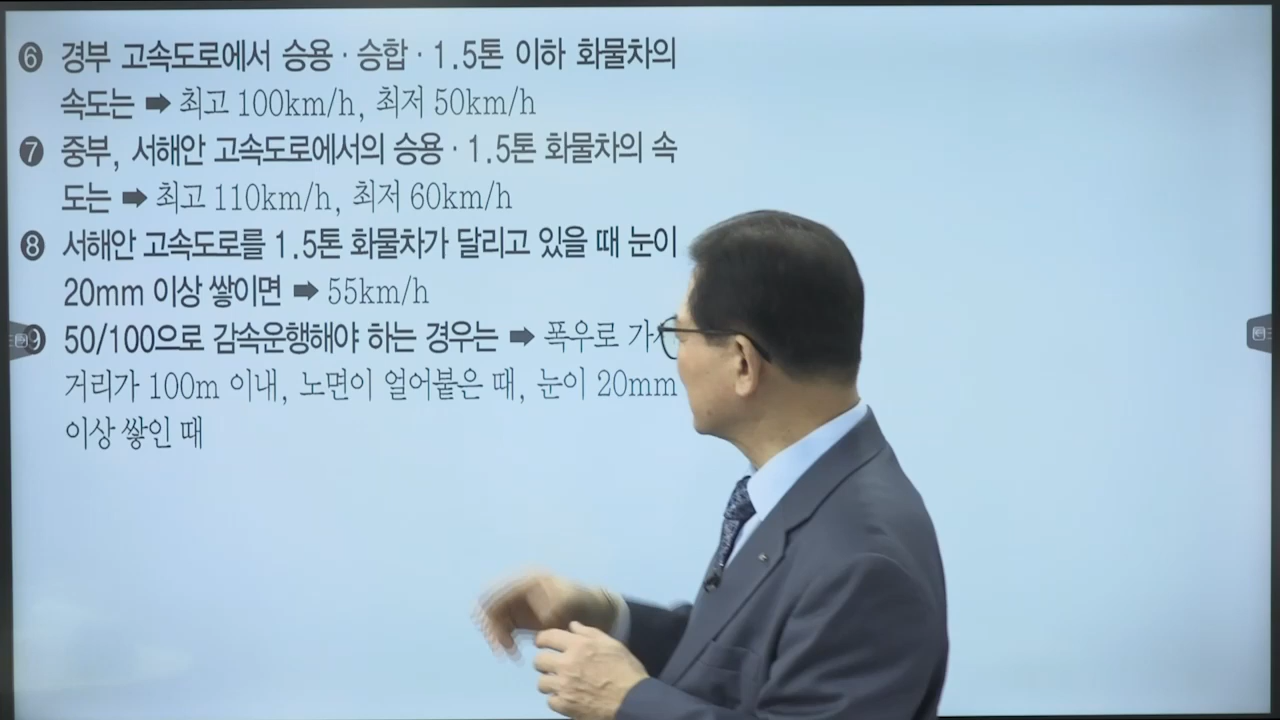 ❻ 경부 고속도로에서 승용·승합·1.5톤 이하 화물차의
속도는 ➡ 최고 100km/h, 최저 50km/h
❼ 중부, 서해안 고속도로에서의 승용·1.5톤 화물차의 속
도는 ➡ 최고 110km/h, 최저 60km/h
❽ 서해안 고속도로를 1.5톤 화물차가 달리고 있을 때 눈이
20mm 이상 쌓이면 ➡ 55km/h
❾ 50/100으로 감속운행해야 하는 경우는 ➡ 폭우로
거리가 100m 이내, 노면이 얼어붙은 때, 눈이 20mm
이상 쌓인 때